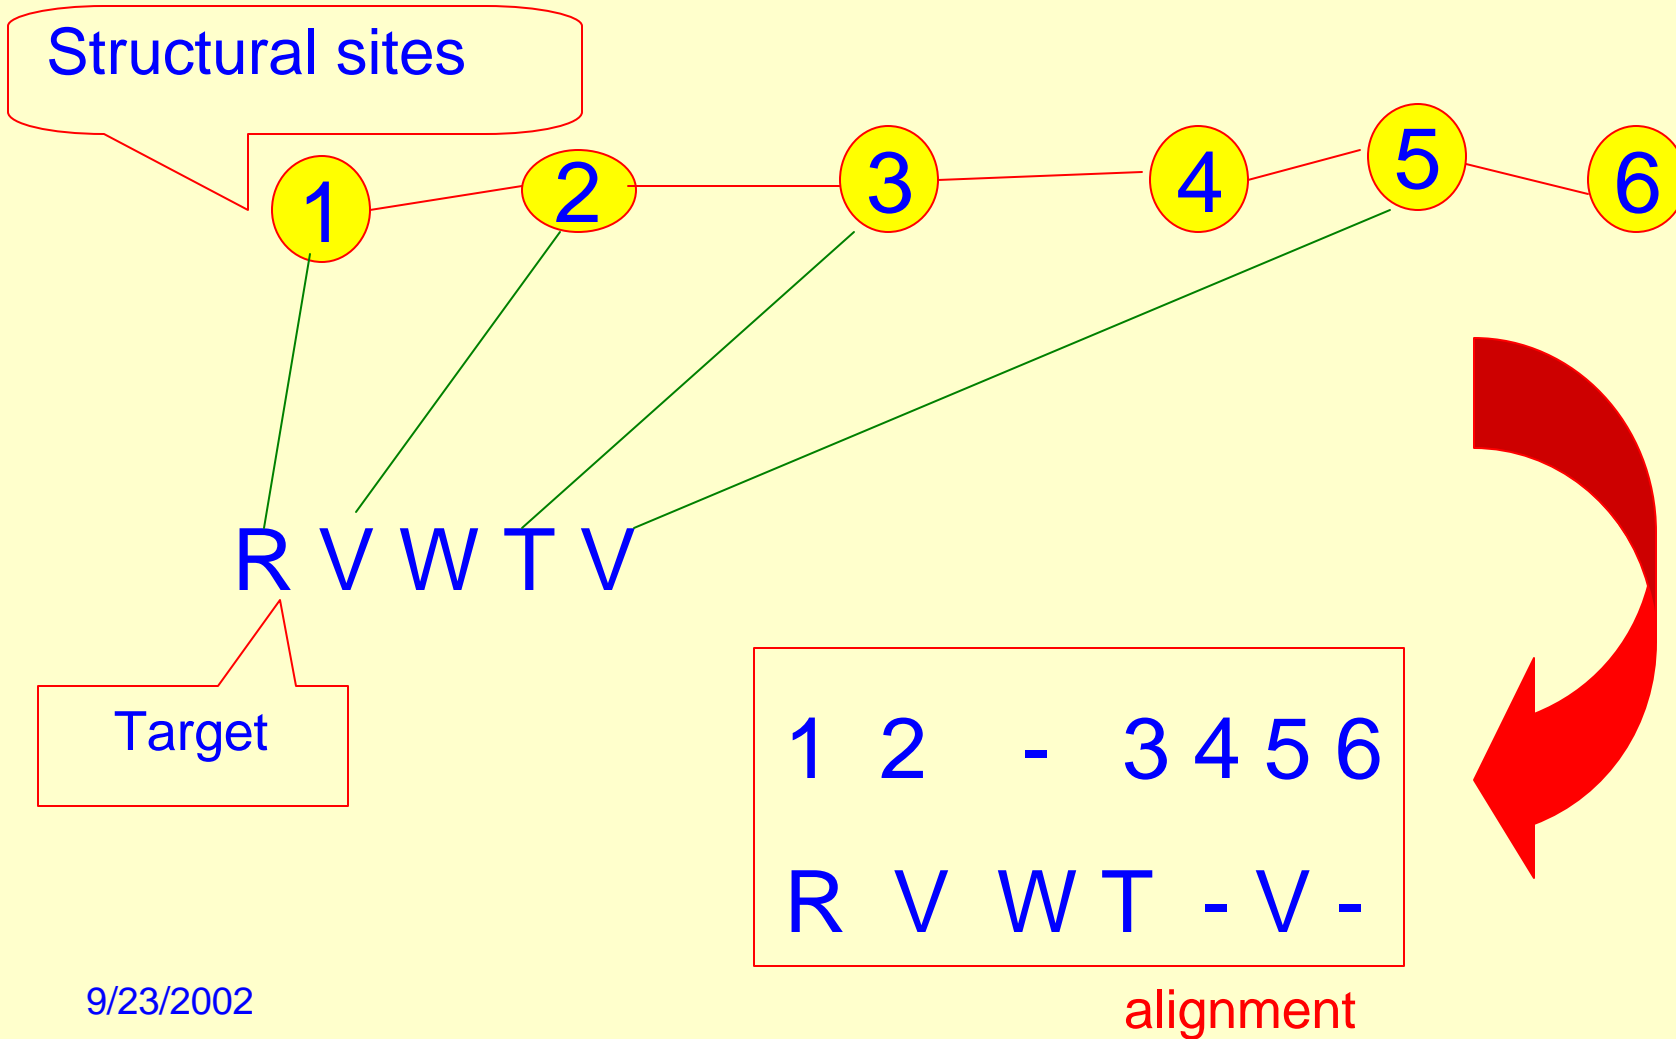 Structural sites
1 2 3 4 5 6
R V W T V
Target
1 2 - 3 4 5 6
R V W T - V -
9/23/2002
alignment